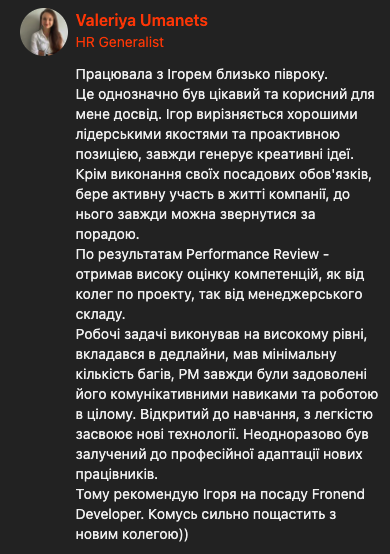 Valeriya Umanets
HR Generalist
Працювала з Ігорем близько півроку.
Це однозначно був цікавий та корисний для
мене досвід. Ігор вирізняється хорошими
лідерськими якостями та проактивною
позицією, завжди генерує креативні ідеї.
Крім виконання своїх посадових обов'язків,
бере активну участь в житті компанії, до
нього завжди можна звернутися за
порадою.
По результатам Performance Review -
отримав високу оцінку компетенцій, як від
колег по проекту, так від менеджерського
складу.
Робочі задачі виконував на високому рівні,
вкладався в дедлайни, мав мінімальну
кількість багів, PM завжди були задоволені
його комунікативними навиками та роботою
в цілому. Відкритий до навчання, з легкістю
засвоює нові технології. Неодноразово був
залучений до професійної адаптації нових
працівників.
Тому рекомендую Ігоря на посаду Fronend
Developer. Комусь сильно пощастить з
новим колегою))